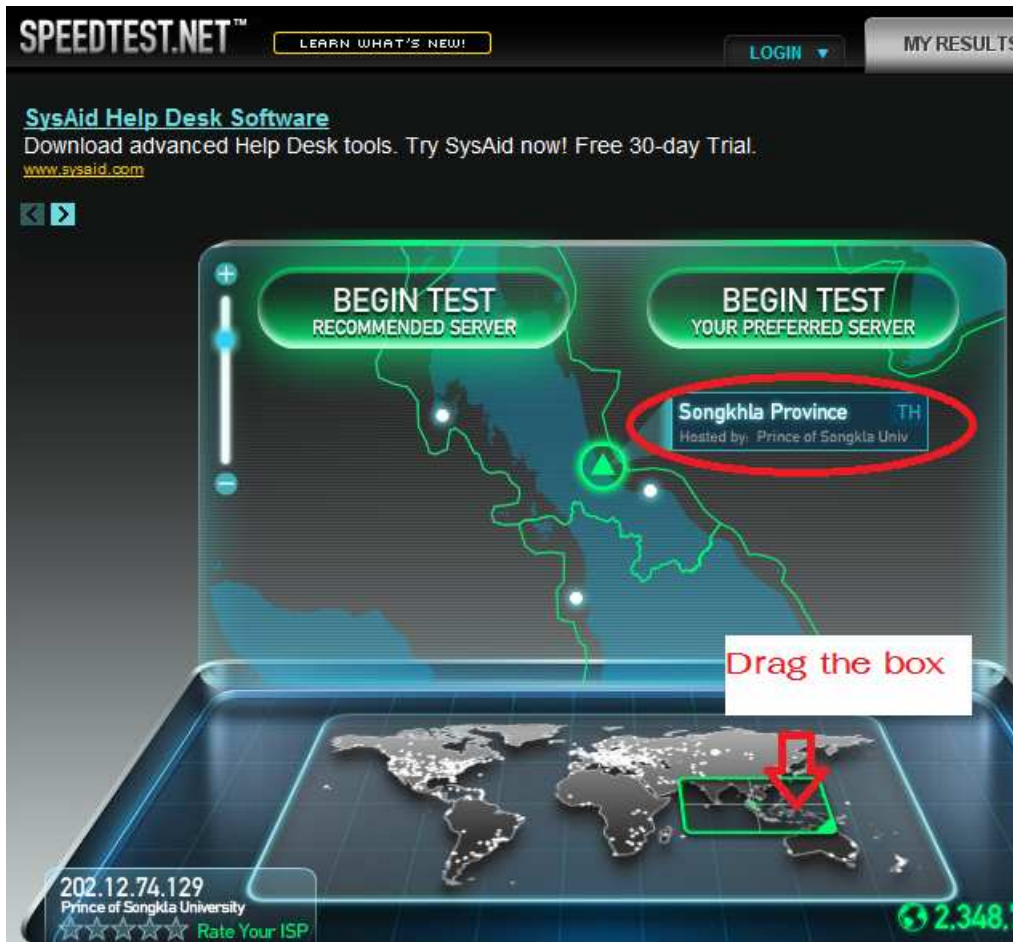 SPEEDTEST.NET™
LEARN WHAT'S NEW!
LOGIN
MY RESULTS
SysAid Help Desk Software
Download advanced Help Desk tools. Try SysAid now! Free 30-day Trial.
www.sysaid.com
BEGIN TEST
RECOMMENDED SERVER
BEGIN TEST
YOUR PREFERRED SERVER
Songkhla Province TH
Hosted by: Prince of Songkla Univ
Drag the box
202.12.74.129
Prince of Songkla University
Rate Your ISP
2,348,